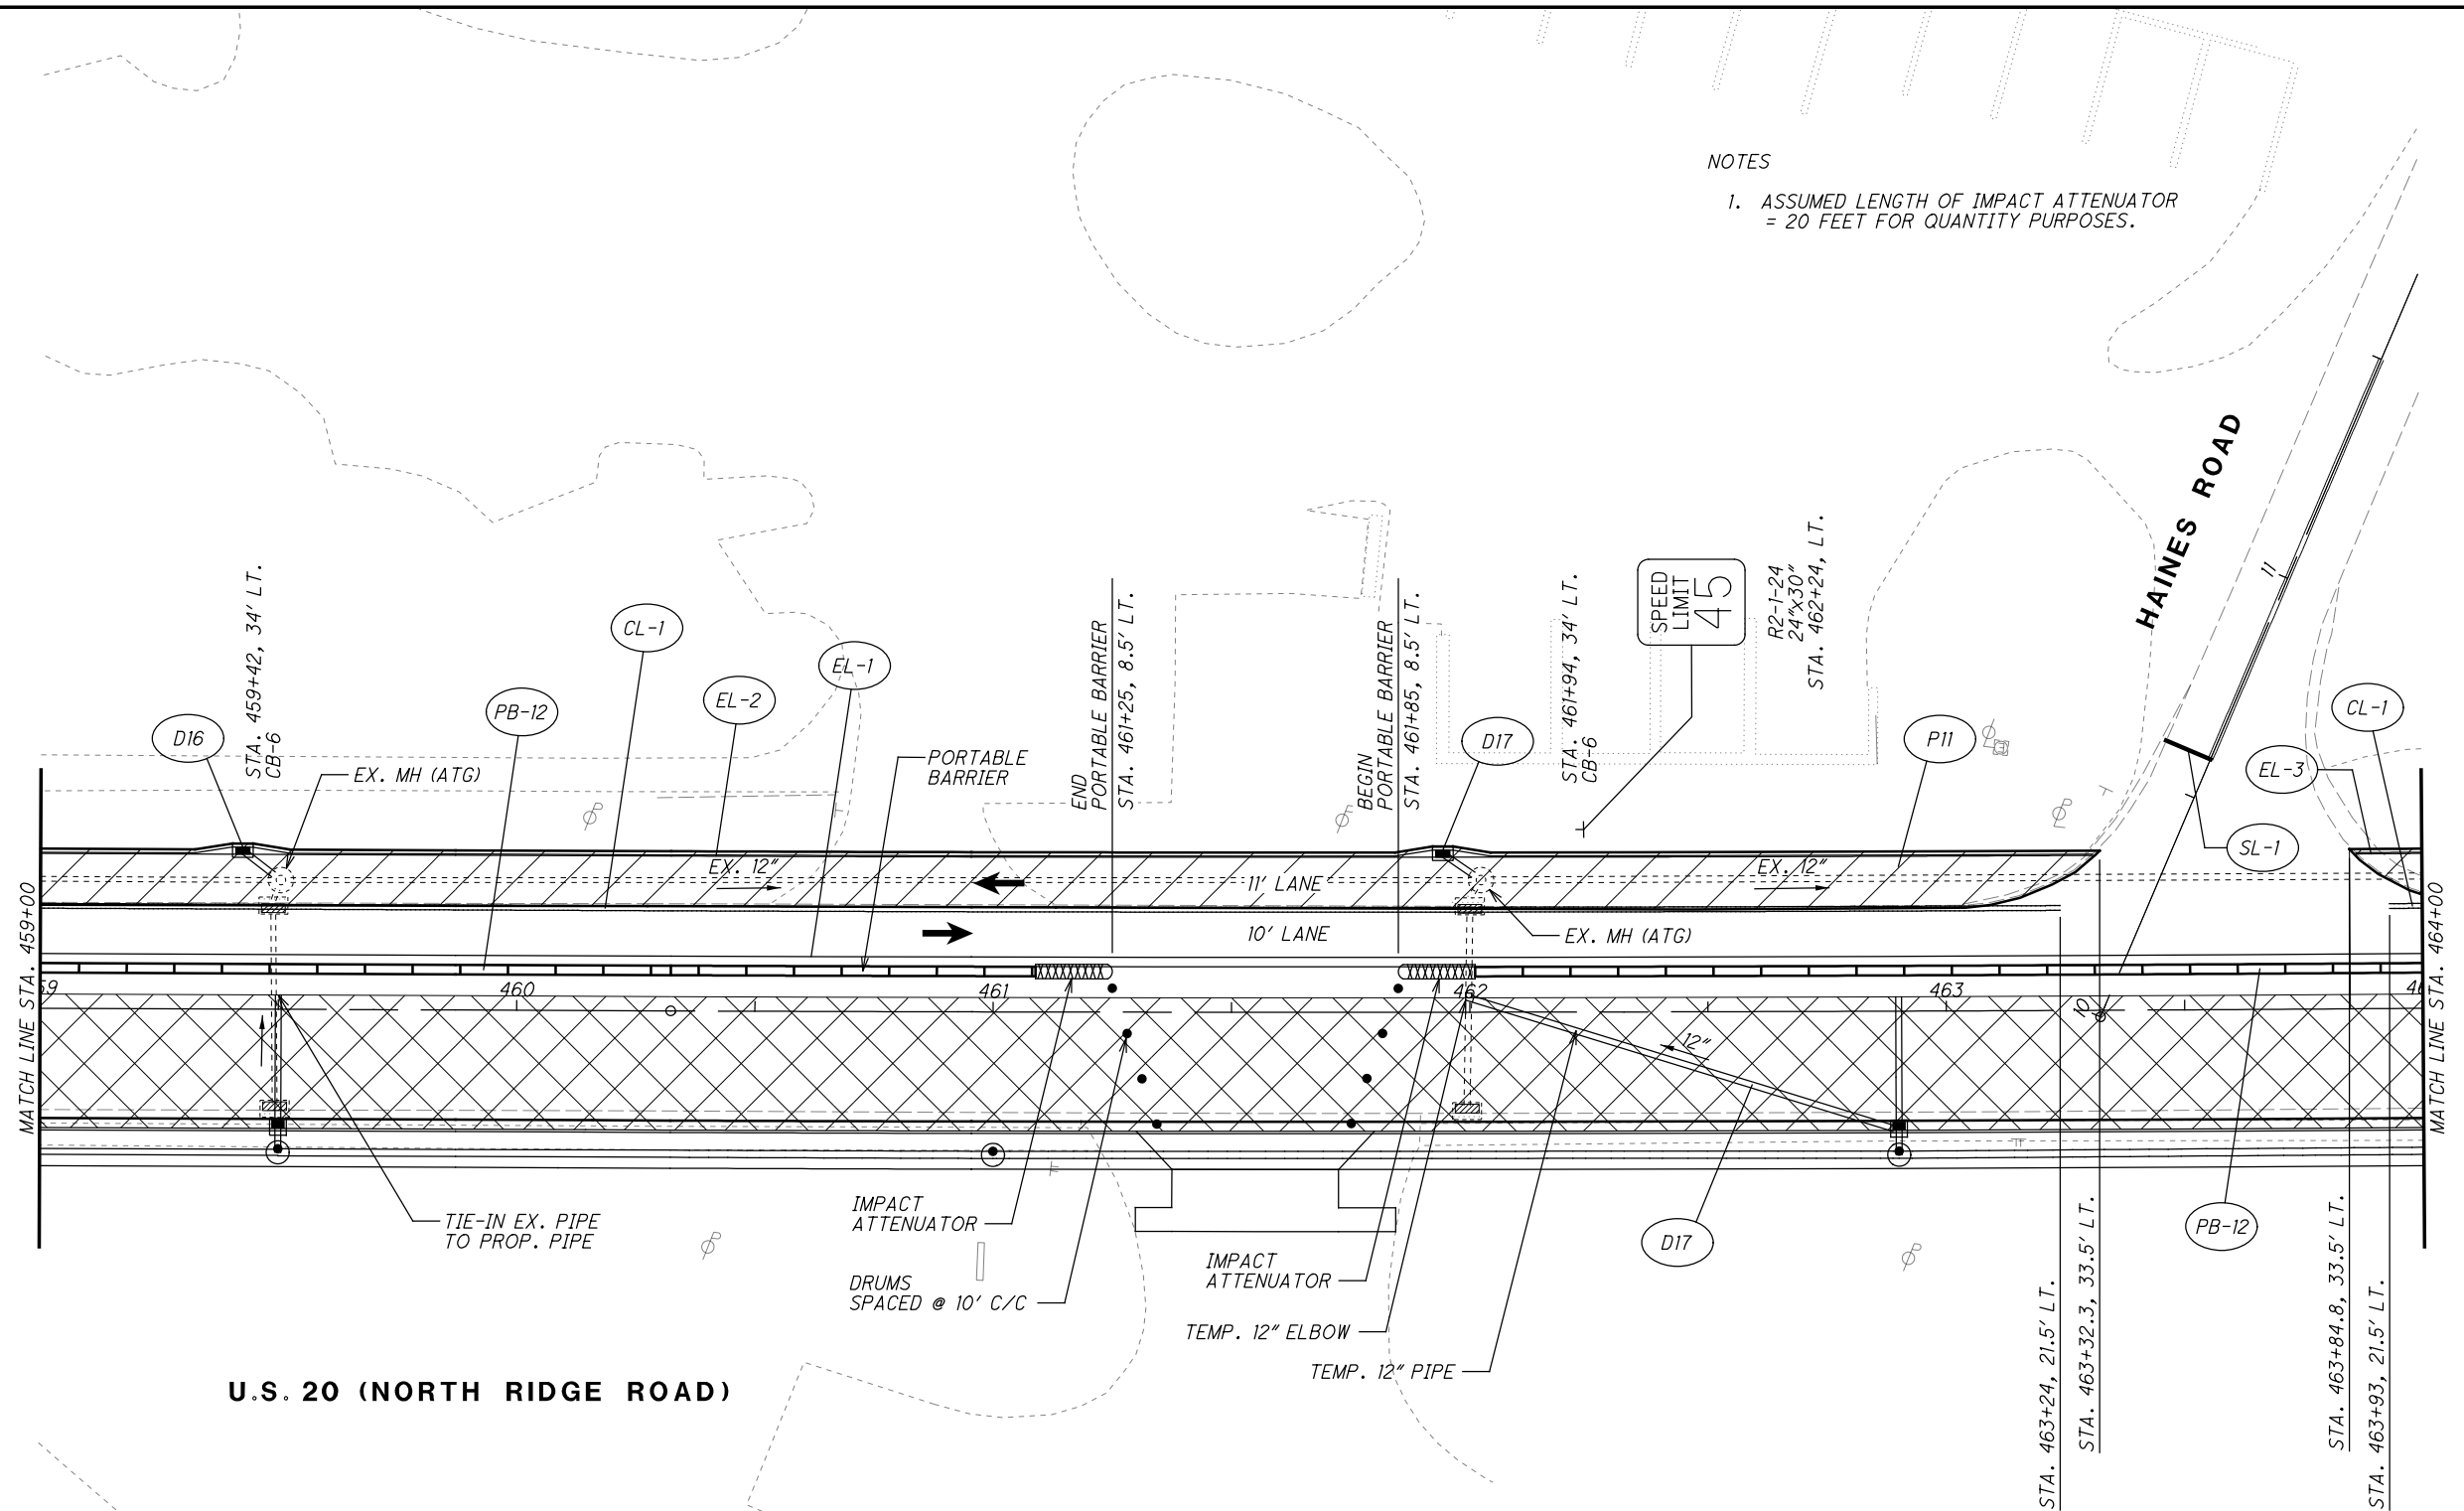 NOTES
1. ASSUMED LENGTH OF IMPACT ATTENUATOR
= 20 FEET FOR QUANTITY PURPOSES.
HAINES ROAD
11
STA. 459+42, 34' LT.
CB-6
CL-1
EL-1
EL-2
PB-12
D16
EX. MH (ATG)
PORTABLE
BARRIER
END
PORTABLE BARRIER
STA. 461+25, 8.5' LT.
BEGIN
PORTABLE BARRIER
STA. 461+85, 8.5' LT.
D17
STA. 461+94, 34' LT.
CB-6
SPEED
LIMIT
45
R2-1-24
24"x30"
STA. 462+24, LT.
P11
CL-1
EL-3
SL-1
MATCH LINE STA. 459+00
EX. 12"
11' LANE
EX. 12"
10' LANE
EX. MH (ATG)
MATCH LINE STA. 464+00
59
460
461
462
463
46
10
12"
TIE-IN EX. PIPE
TO PROP. PIPE
IMPACT
ATTENUATOR
DRUMS
SPACED @ 10' C/C
IMPACT
ATTENUATOR
TEMP. 12" ELBOW
TEMP. 12" PIPE
D17
PB-12
STA. 463+24, 21.5' LT.
STA. 463+32.3, 33.5' LT.
STA. 463+84.8, 33.5' LT.
STA. 463+93, 21.5' LT.
U.S. 20 (NORTH RIDGE ROAD)